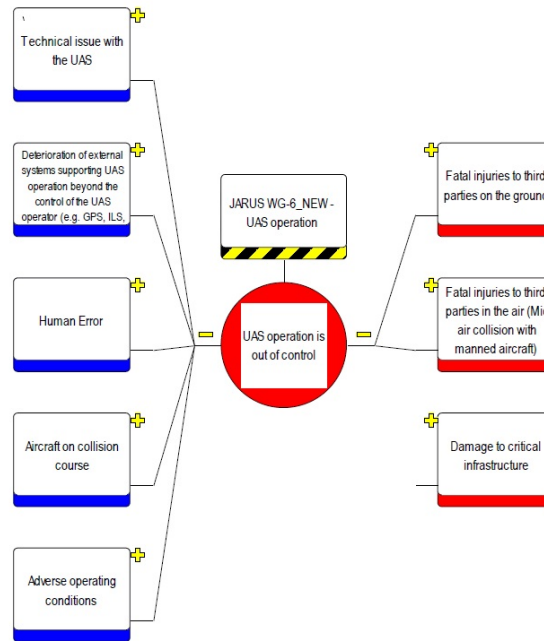 Technical issue with
the UAS
Deterioration of external
systems supporting UAS
operation beyond the
control of the UAS
operator (e.g. GPS, ILS,
Human Error
Aircraft on collision
course
Adverse operating
conditions
JARUS WG-6_NEW -
UAS operation
UAS operation is
out of control
Fatal injuries to third
parties on the ground
Fatal injuries to third
parties in the air (Mid
air collision with
manned aircraft)
Damage to critical
infrastructure